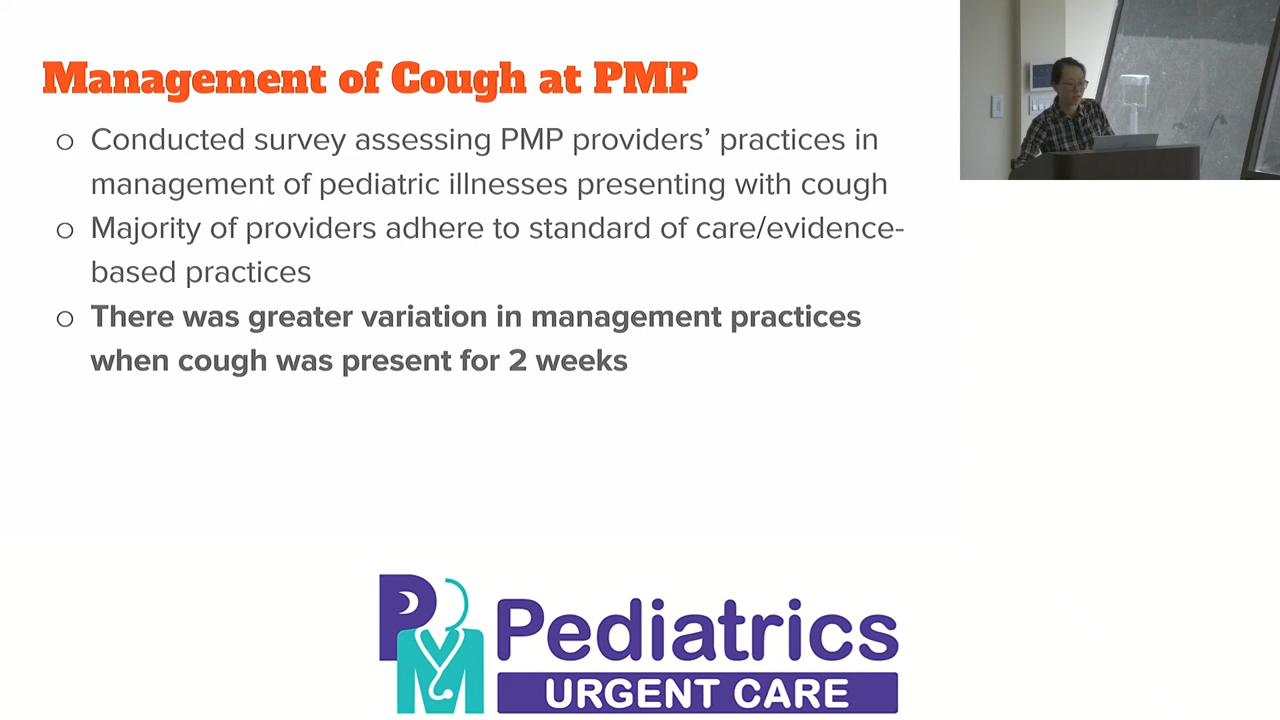 Management of Cough at PMP
Conducted survey assessing PMP providers’ practices in
management of pediatric illnesses presenting with cough
Majority of providers adhere to standard of care/evidence-
based practices
There was greater variation in management practices
when cough was present for 2 weeks
PM Pediatrics
URGENT CARE